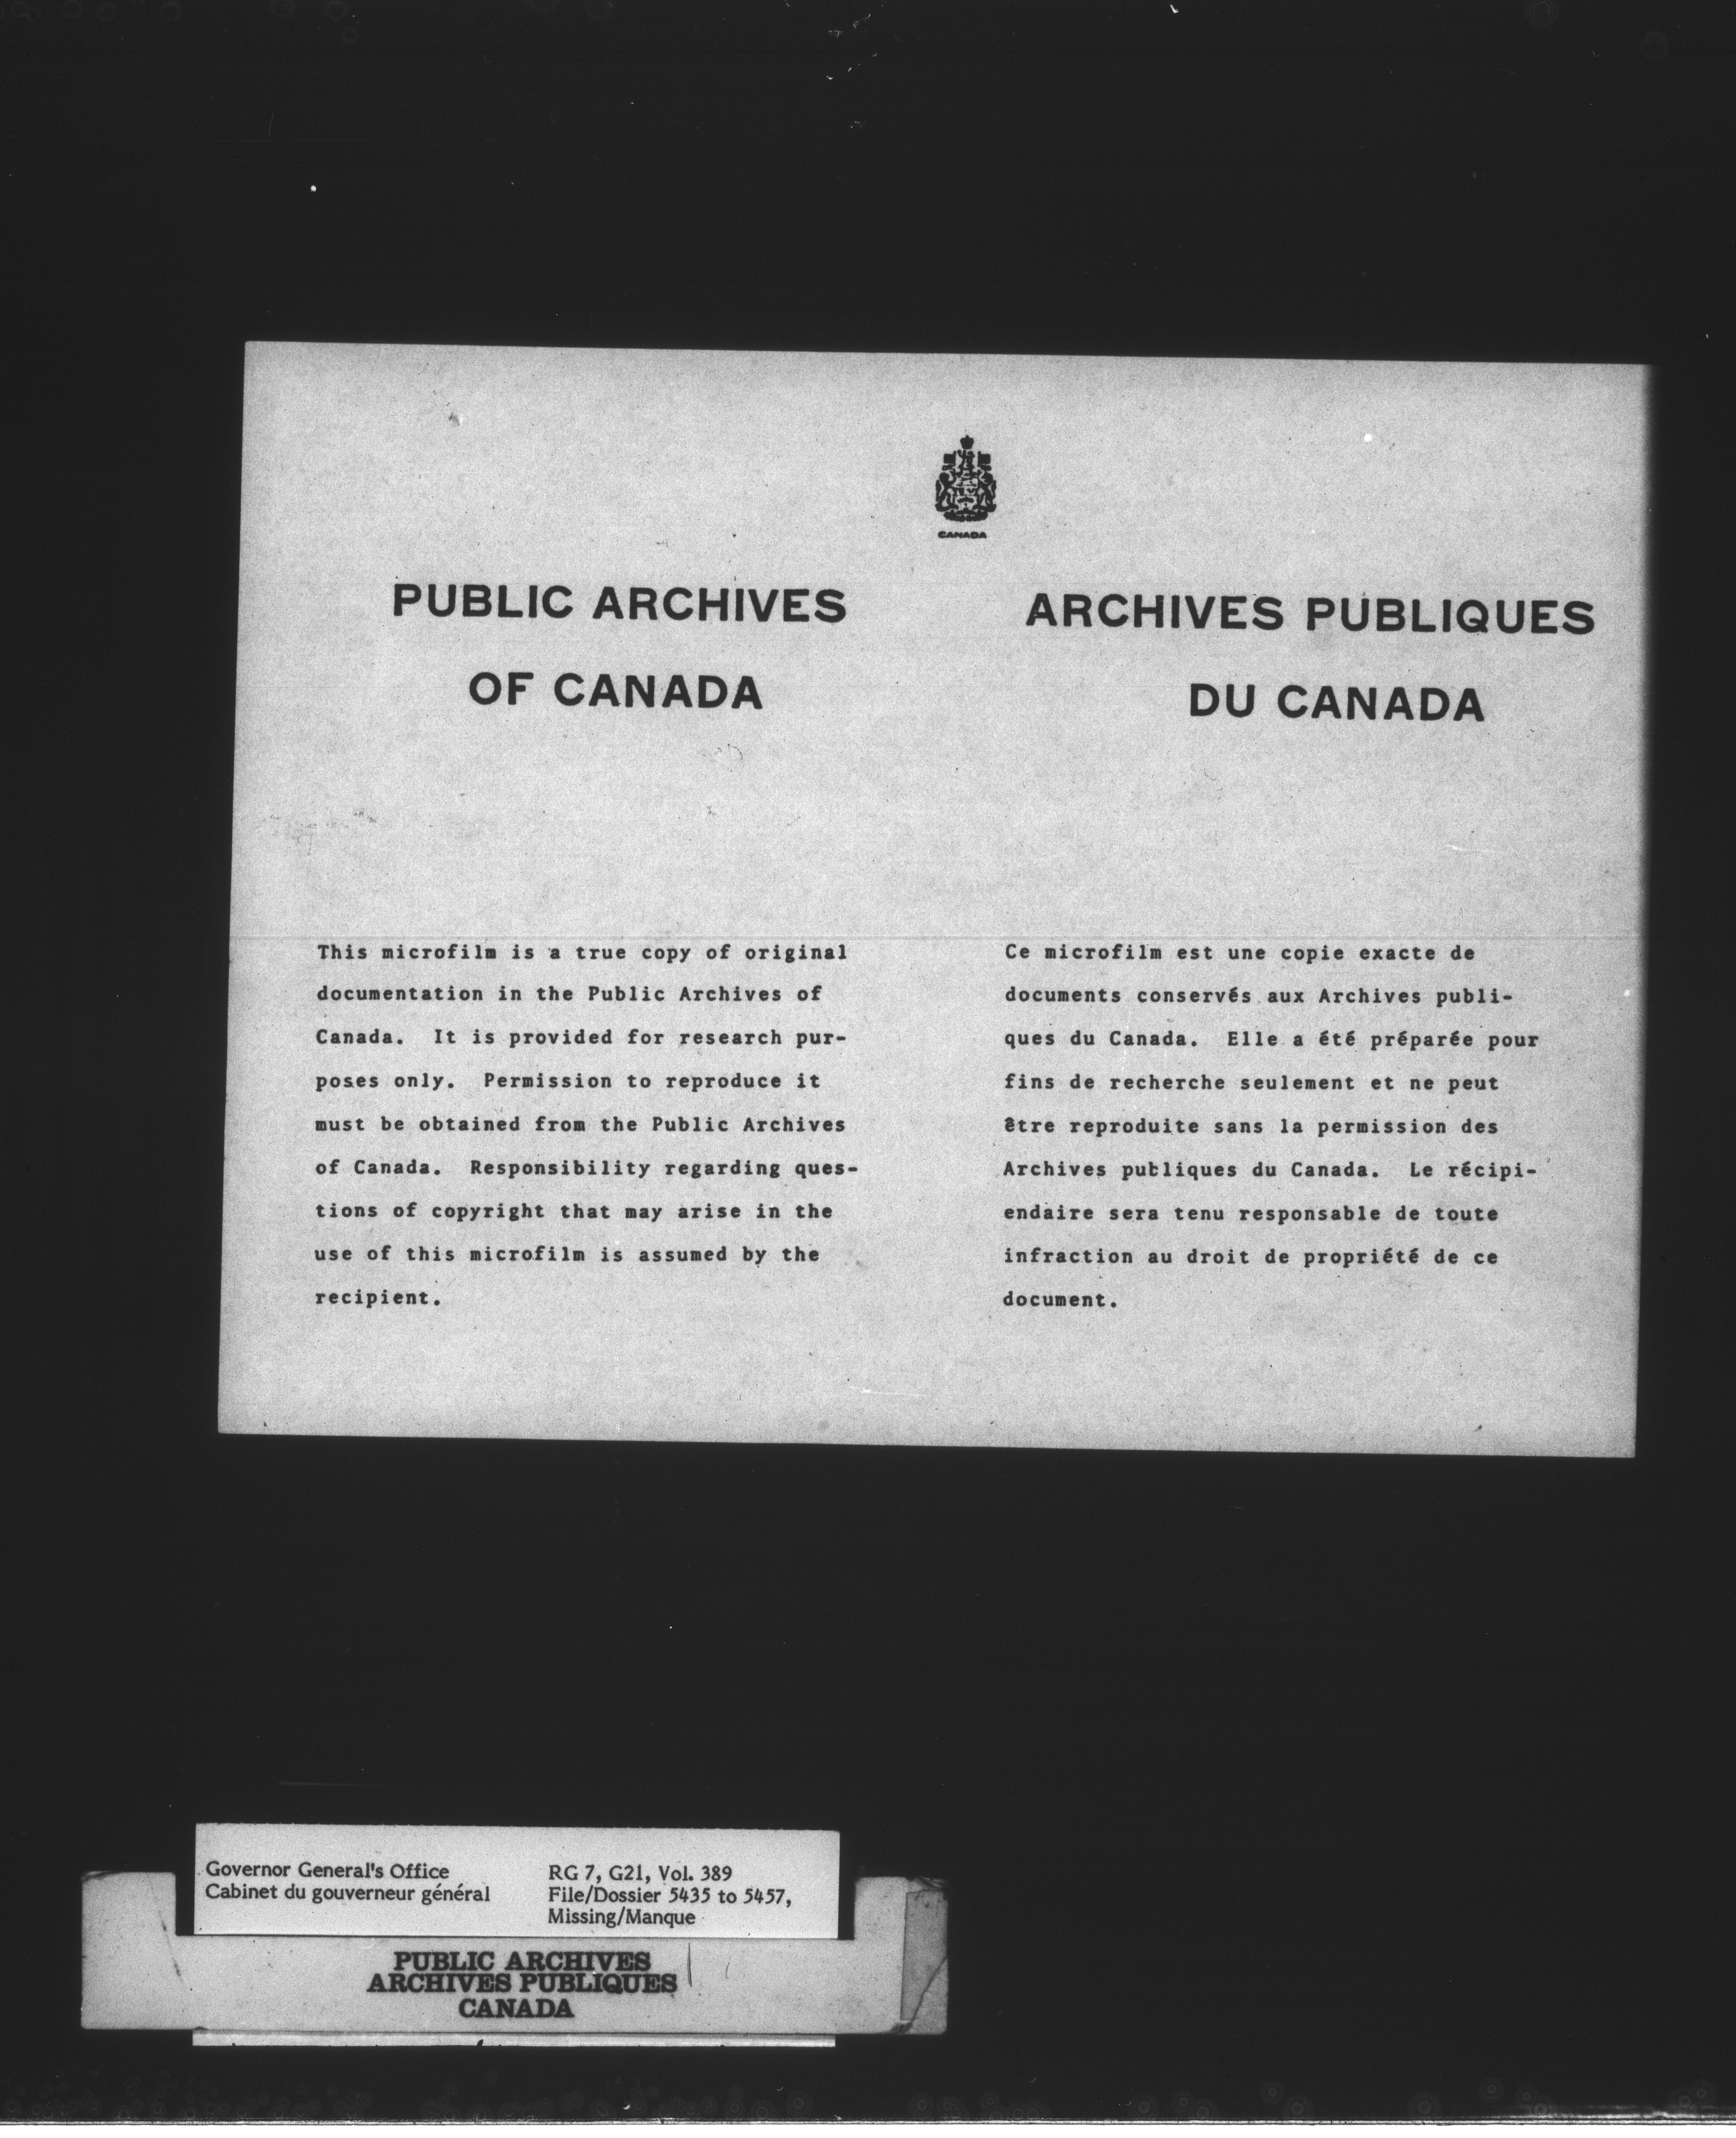 CANADA
PUBLIC ARCHIVES
OF CANADA
This microfilm is a true copy of original
documentation in the Public Archives of
Canada. It is provided for research pur-
poses only. Permission to reproduce it
must be obtained from the Public Archives
of Canada. Responsibility regarding ques-
tions of copyright that may arise in the
use of this microfilm is assumed by the
recipient.
ARCHIVES PUBLIQUES
DU CANADA
Ce microfilm est une copie exacte de
documents conservés aux Archives publi-
ques du Canada. Elle a été préparée pour
fins de recherche seulement et ne peut
être reproduite sans la permission des
Archives publiques du Canada. Le récipi-
endaire sera tenu responsable de toute
infraction au droit de propriété de ce
document.
Governor General's Office
Cabinet du gouverneur général
RG 7, G21, Vol. 389
File/Dossier 5435 to 5457,
Missing/Manque
PUBLIC ARCHIVES
ARCHIVES PUBLIQUES
CANADA